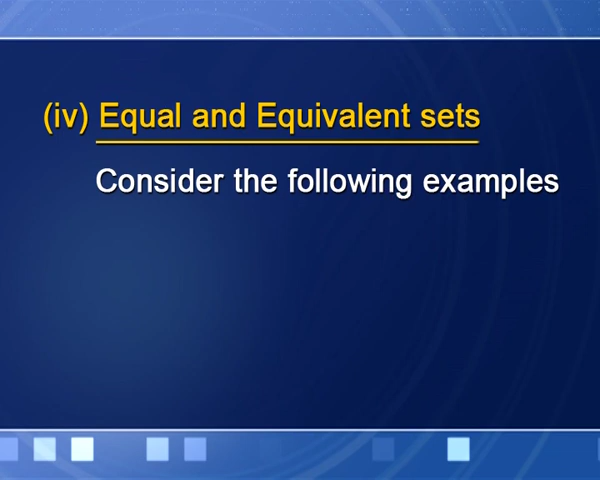 (iv) Equal and Equivalent sets
Consider the following examples